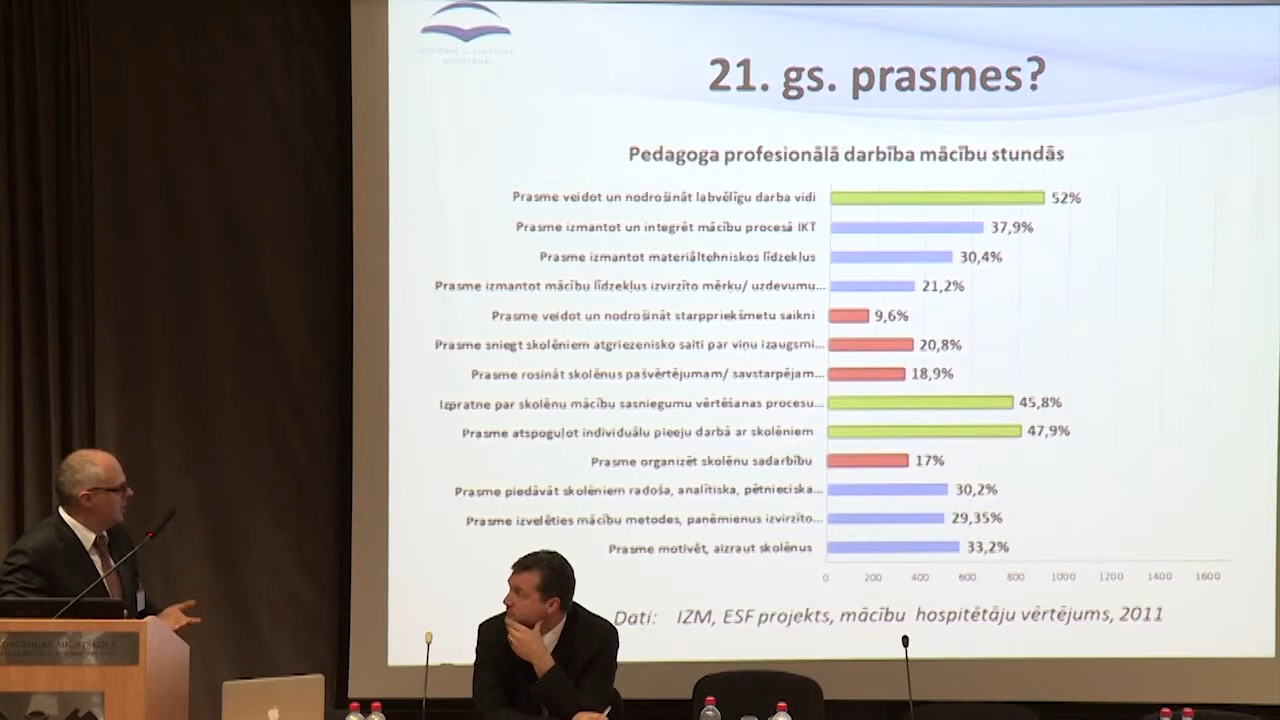 21. gs. prasmes?
Pedagoga profesionālā darbība mācību stundās
Prasme veidot un nodrošināt labvēlīgu darba vidi 52%
Prasme izmantot un integrēt mācību procesā IKT 37,9%
Prasme izmantot materiāltehniskos līdzekļus 30,4%
Prasme izmantot mācību līdzekļus izvirzīto mērķu/ uzdevumu... 21,2%
Prasme veidot un nodrošināt starppriekšmetu saikni 9,6%
Prasme sniegt skolēniem atgriezenisko saiti par viņu izaugsmi... 20,8%
Prasme rosināt skolēnus pašvērtējumam/ savstarpējam... 18,9%
Izpratne par skolēnu mācību sasniegumu vērtēšanas procesu... 45,8%
Prasme atspoguļot individuālu pieeju darbā ar skolēniem 47,9%
Prasme organizēt skolēnu sadarbību 17%
Prasme piedāvāt skolēniem radoša, analītiska, pētnieciska... 30,2%
Prasme izvelēties mācību metodes, paņēmienus izvirzīto... 29,35%
Prasme motivēt, aizraut skolēnus 33,2%
0 200 400 600 800 1000 1200 1400 1600
Dati: IZM, ESF projekts, mācību hospitētāju vērtējums, 2011
AUGSTSKOLA